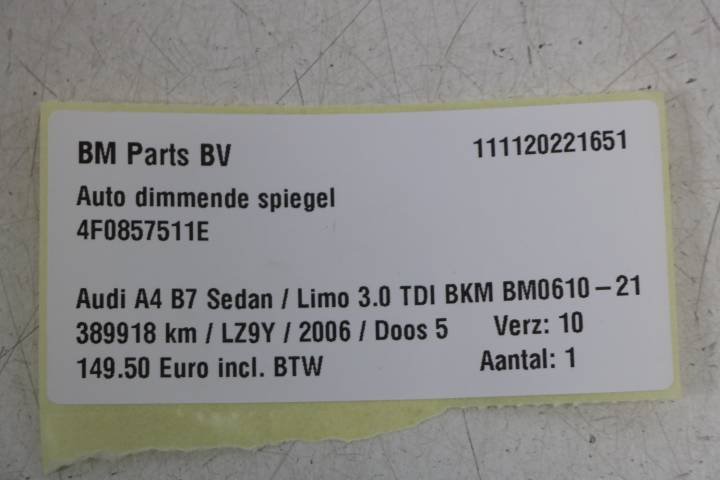 BM Parts BV 111120221651
Auto dimmende spiegel
4F0857511E
Audi A4 B7 Sedan / Limo 3.0 TDI BKM BM0610-21
389918 km / LZ9Y / 2006 / Doos 5 Verz: 10
149.50 Euro incl. BTW Aantal: 1